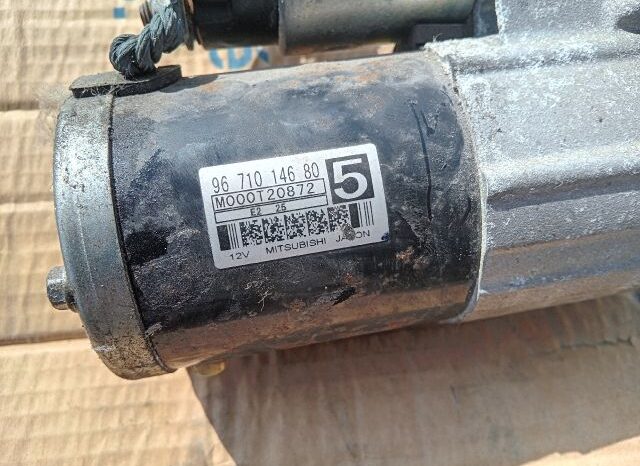 96 710 146 80 5
M000T20872
E2 25
12V MITSUBISHI JAPAN